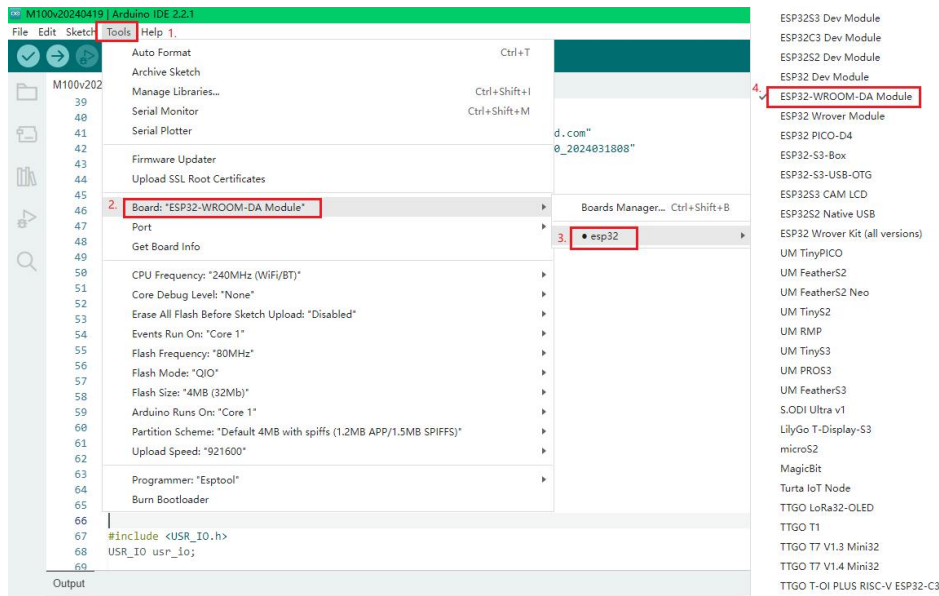 M100v20240419 | Arduino IDE 2.2.1
File Edit Sketch Tools Help 1.
M100v202
Auto Format Ctrl+T
Archive Sketch
Manage Libraries... Ctrl+Shift+I
Serial Monitor Ctrl+Shift+M
Serial Plotter
Firmware Updater
Upload SSL Root Certificates
2. Board: "ESP32-WROOM-DA Module"
Port
Get Board Info
CPU Frequency: "240MHz (WiFi/BT)"
Core Debug Level: "None"
Erase All Flash Before Sketch Upload: "Disabled"
Events Run On: "Core 1"
Flash Frequency: "80MHz"
Flash Mode: "QIO"
Flash Size: "4MB (32Mb)"
Arduino Runs On: "Core 1"
Partition Scheme: "Default 4MB with spiffs (1.2MB APP/1.5MB SPIFFS)"
Upload Speed: "921600"
Programmer: "Esptool"
Burn Bootloader
39
40
41 d.com"
42 0_2024031808"
43
44
45
46
47
48
49
50
51
52
53
54
55
56
57
58
59
60
61
62
63
64
65
66
67 #include <USR_IO.h>
68 USR_IO usr_io;
69
Output
Boards Manager... Ctrl+Shift+B
3. • esp32
ESP32S3 Dev Module
ESP32C3 Dev Module
ESP32S2 Dev Module
ESP32 Dev Module
4. ✓ ESP32-WROOM-DA Module
ESP32 Wrover Module
ESP32 PICO-D4
ESP32-S3-Box
ESP32-S3-USB-OTG
ESP32S3 CAM LCD
ESP32S2 Native USB
ESP32 Wrover Kit (all versions)
UM TinyPICO
UM FeatherS2
UM FeatherS2 Neo
UM TinyS2
UM RMP
UM TinyS3
UM PROS3
UM FeatherS3
S.ODI Ultra v1
LilyGo T-Display-S3
microS2
MagicBit
Turta IoT Node
TTGO LoRa32-OLED
TTGO T1
TTGO T7 V1.3 Mini32
TTGO T7 V1.4 Mini32
TTGO T-OI PLUS RISC-V ESP32-C3